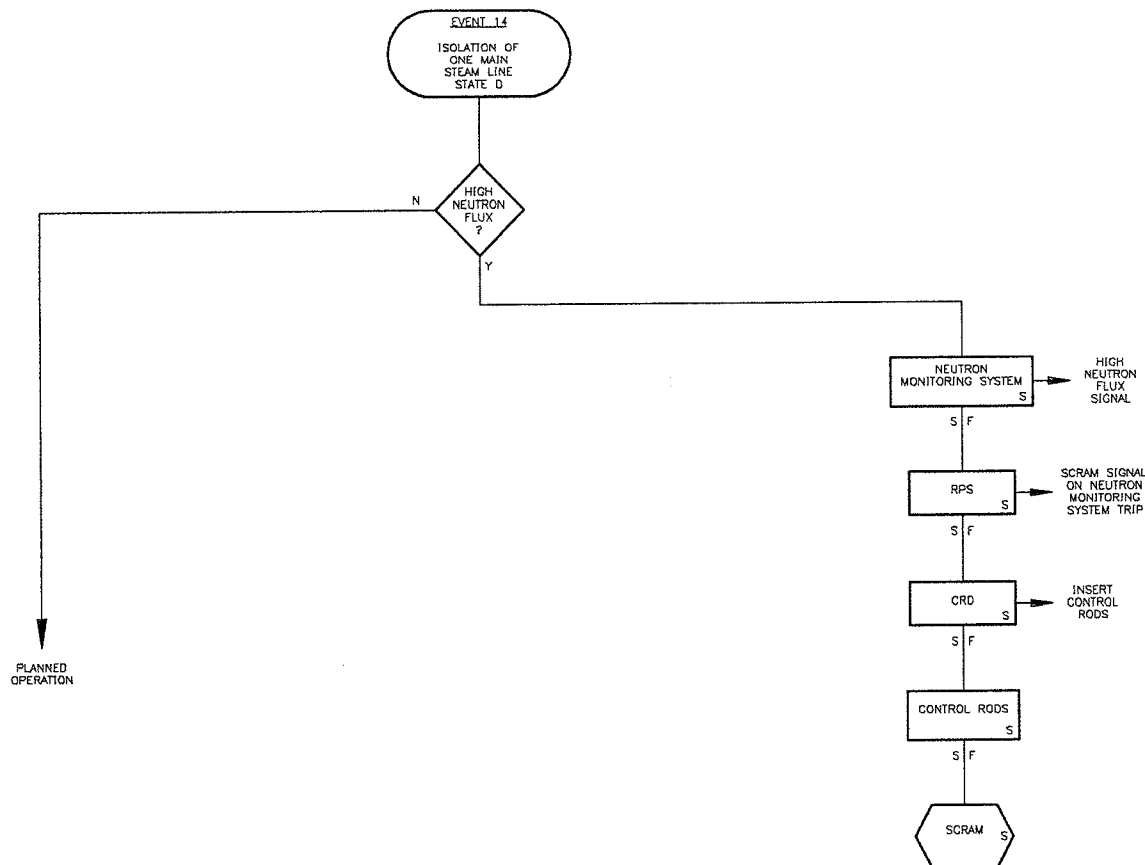 EVENT 14
ISOLATION OF
ONE MAIN
STEAM LINE
STATE D
HIGH
NEUTRON
FLUX
?
N
Y
NEUTRON
MONITORING SYSTEM
S
HIGH
NEUTRON
FLUX
SIGNAL
S F
RPS
S
SCRAM SIGNAL
ON NEUTRON
MONITORING
SYSTEM TRIP
S F
CRD
S
INSERT
CONTROL
RODS
S F
PLANNED
OPERATION
CONTROL RODS
S
S F
SCRAM
S